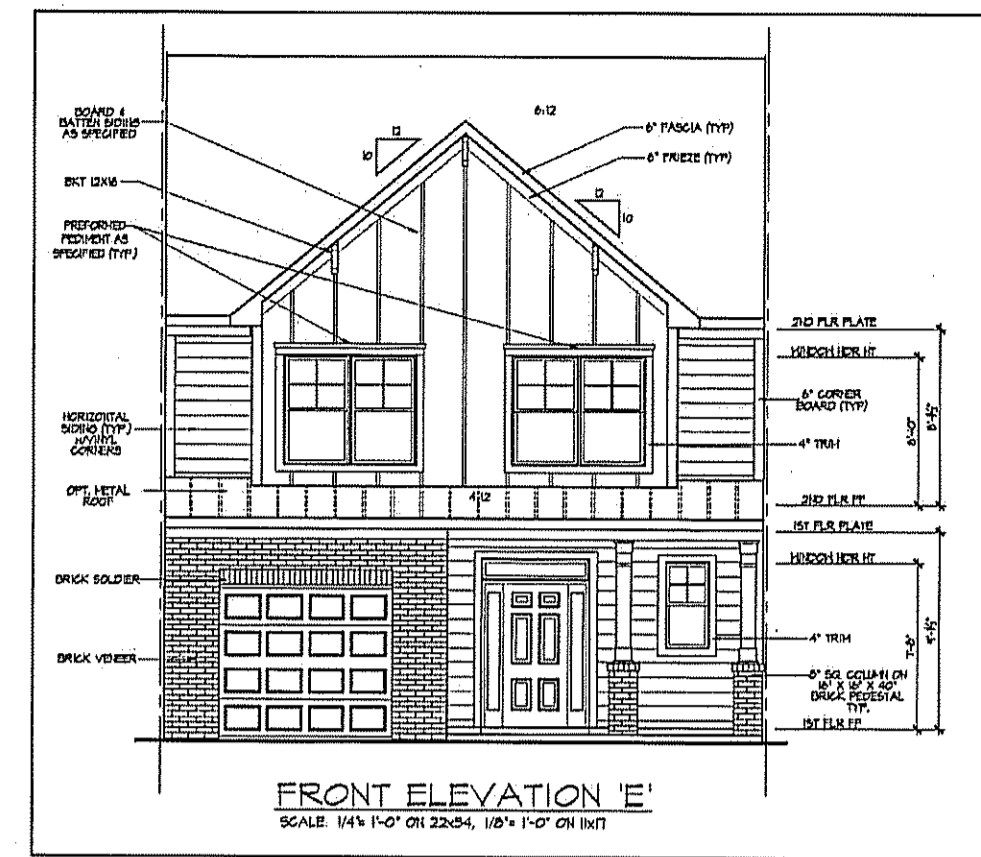 BOARD &
BATTEN SIDING
AS SPECIFIED
BKT 12X18
PREFORMED
PEDIMENT AS
SPECIFIED (TYP.)
HORIZONTAL
SIDING (TYP.)
W/VINYL
CORNERS
OPT. METAL
ROOF
BRICK SOLDIER
BRICK VENEER
12
10
6:12
6" FASCIA (TYP)
8" FRIEZE (TYP)
12
10
4:12
2ND FLR PLATE
WINDOW HDR HT
6" CORNER
BOARD (TYP)
4" TRIM
2ND FLR FF
1ST FLR PLATE
WINDOW HDR HT
4" TRIM
8" SQ. COLUMN ON
16" X 16" X 40"
BRICK PEDESTAL
TYP.
1ST FLR FF
7'-8"
FRONT ELEVATION 'E'
SCALE: 1/4"= 1'-0" ON 22x34, 1/8"= 1'-0" ON 11x17